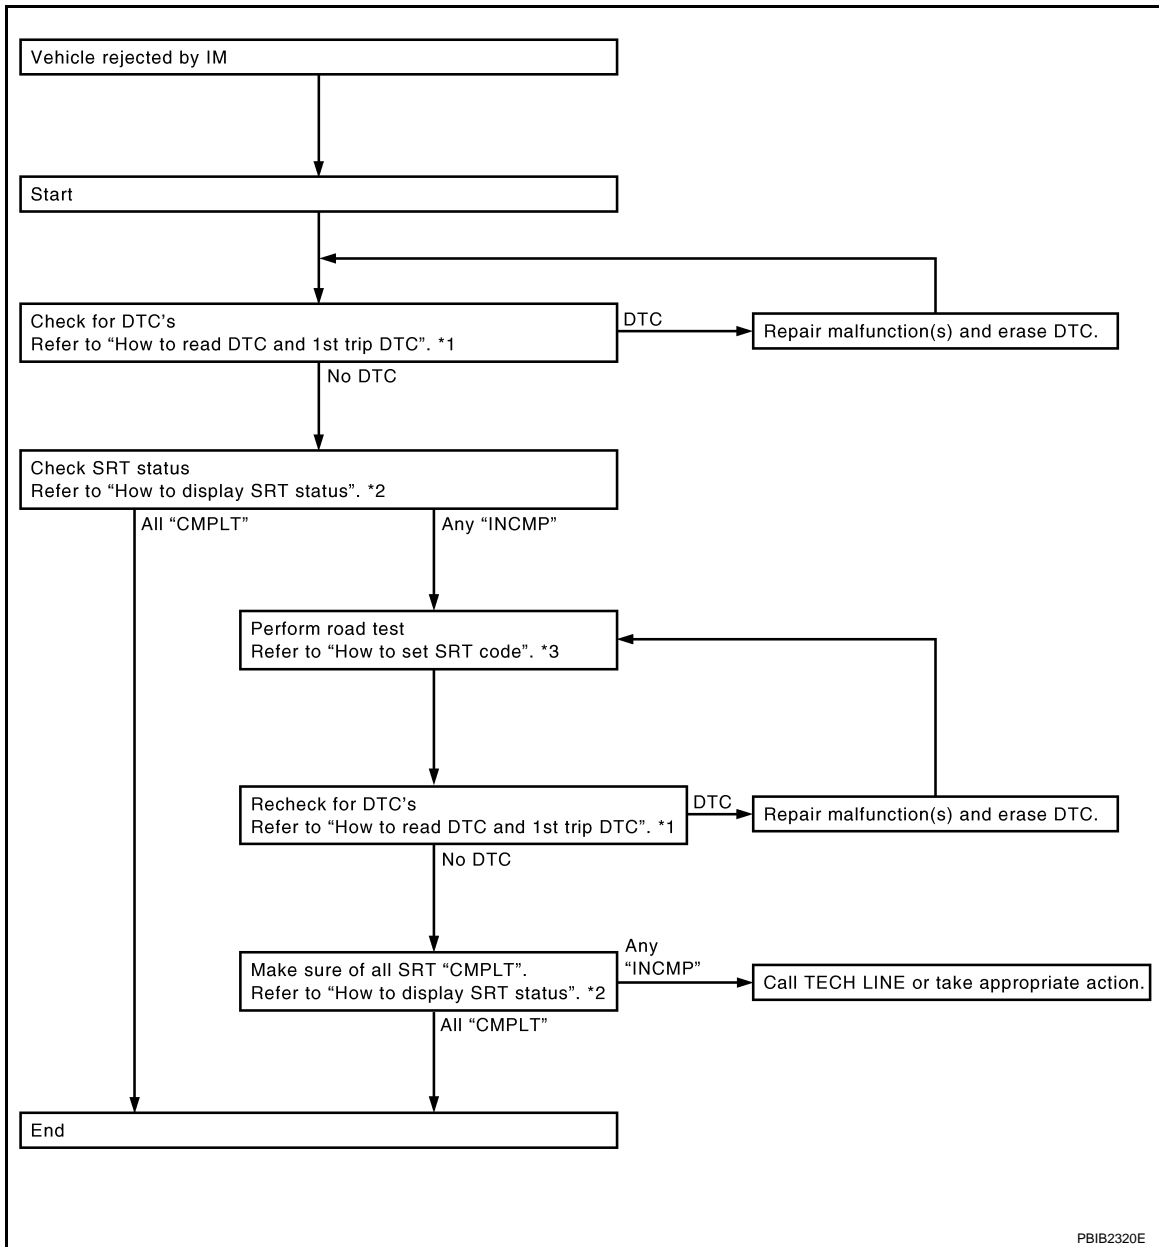 Vehicle rejected by IM
Start
Check for DTC's
Refer to “How to read DTC and 1st trip DTC”. *1
DTC
Repair malfunction(s) and erase DTC.
No DTC
Check SRT status
Refer to “How to display SRT status”. *2
All “CMPLT”
Any “INCMP”
Perform road test
Refer to “How to set SRT code”. *3
Recheck for DTC's
Refer to “How to read DTC and 1st trip DTC”. *1
DTC
Repair malfunction(s) and erase DTC.
No DTC
Make sure of all SRT “CMPLT”.
Refer to “How to display SRT status”. *2
Any
“INCMP”
Call TECH LINE or take appropriate action.
All “CMPLT”
End
PBIB2320E